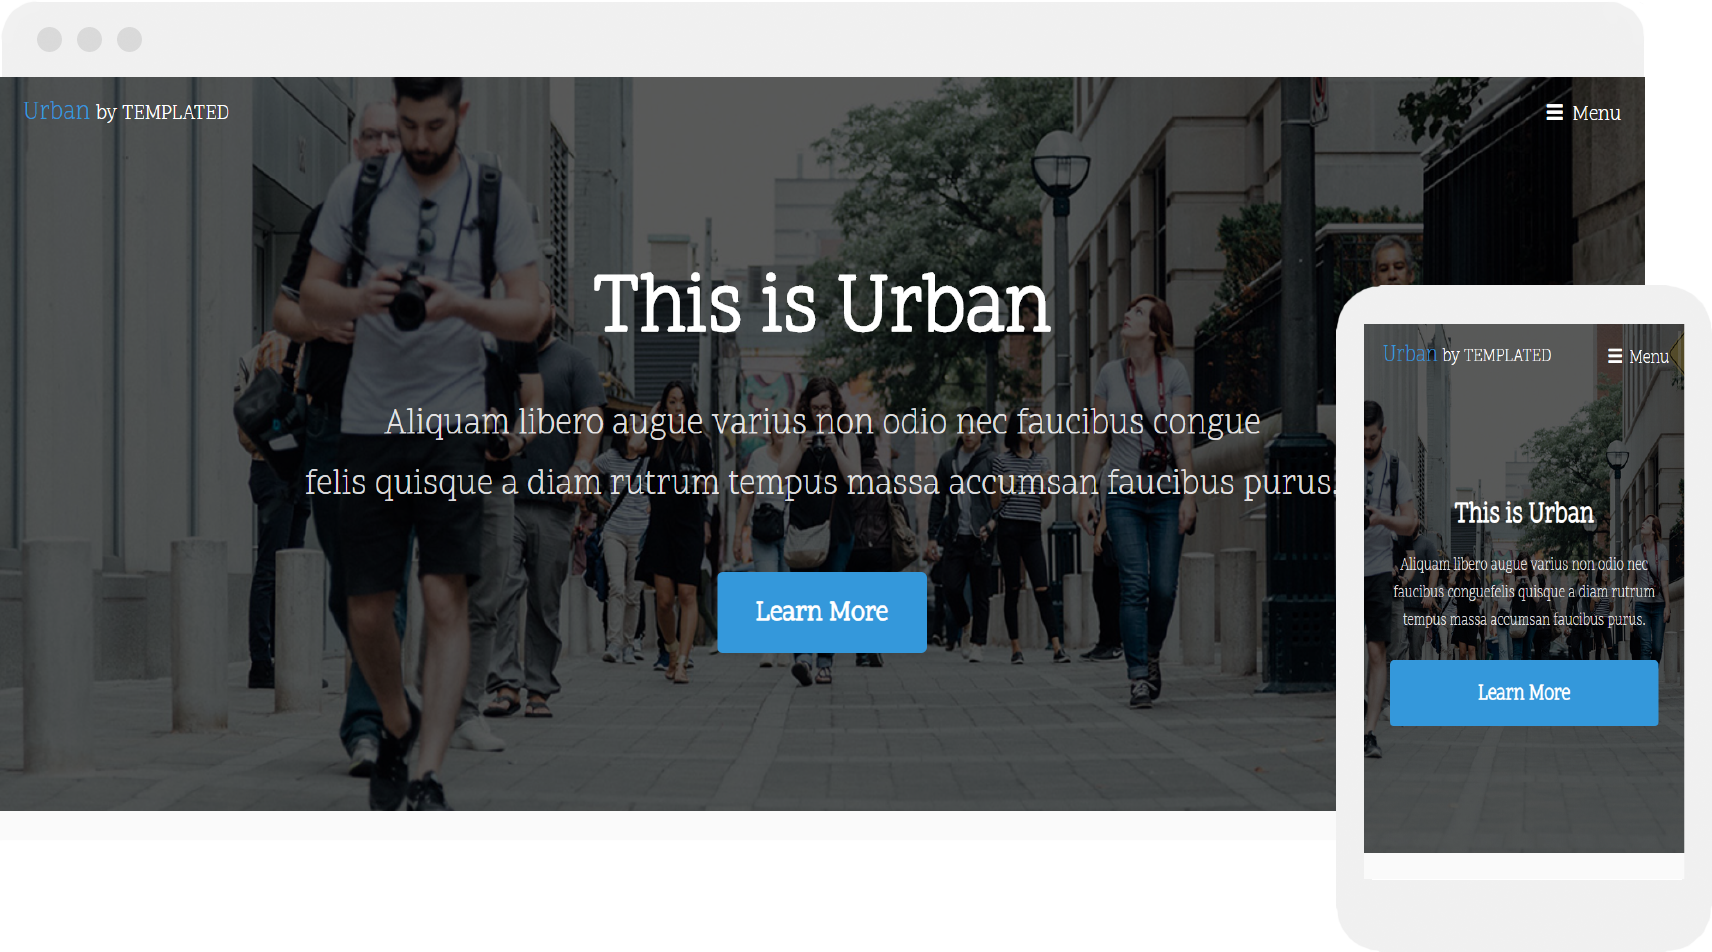 Urban by TEMPLATED
Menu
This is Urban
Aliquam libero augue varius non odio nec faucibus congue
felis quisque a diam rutrum tempus massa accumsan faucibus purus.
Learn More
Urban by TEMPLATED
Menu
This is Urban
Aliquam libero augue varius non odio nec
faucibus conguefelis quisque a diam rutrum
tempus massa accumsan faucibus purus.
Learn More